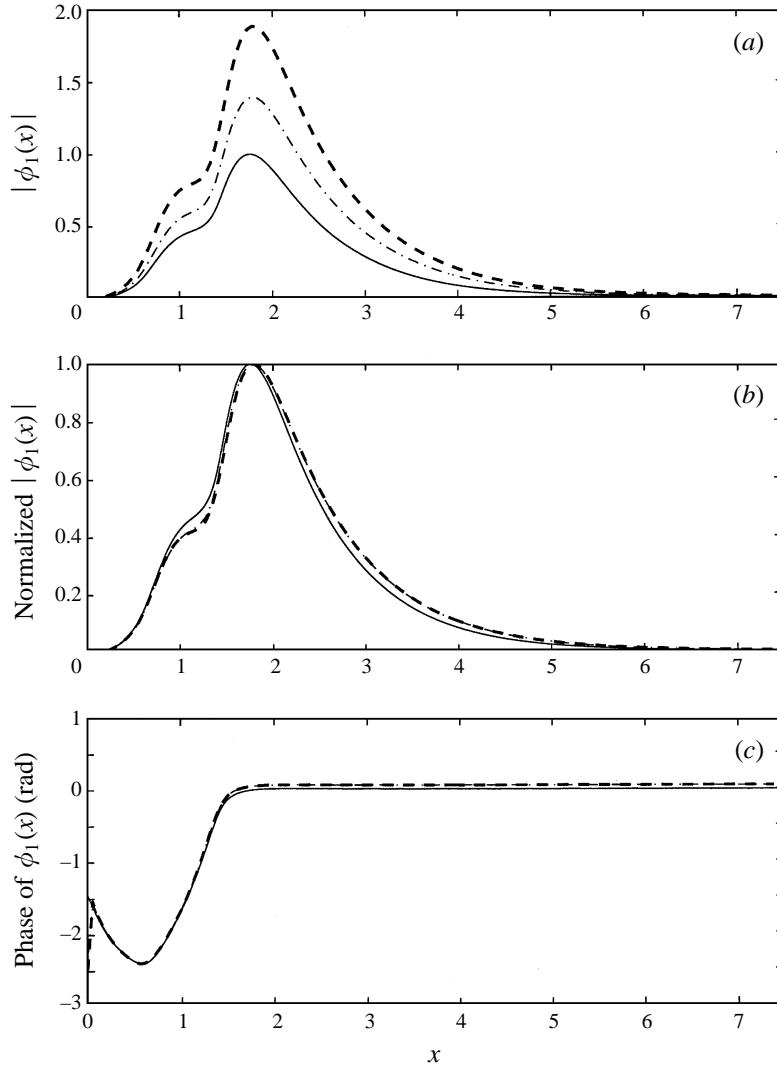 2.0
(a)
1.5
|ϕ₁(x)|
1.0
0.5
0 1 2 3 4 5 6 7
1.0
(b)
0.8
Normalized |ϕ₁(x)|
0.6
0.4
0.2
0 1 2 3 4 5 6 7
1
(c)
Phase of ϕ₁(x) (rad)
0
−1
−2
−3
0 1 2 3 4 5 6 7
x